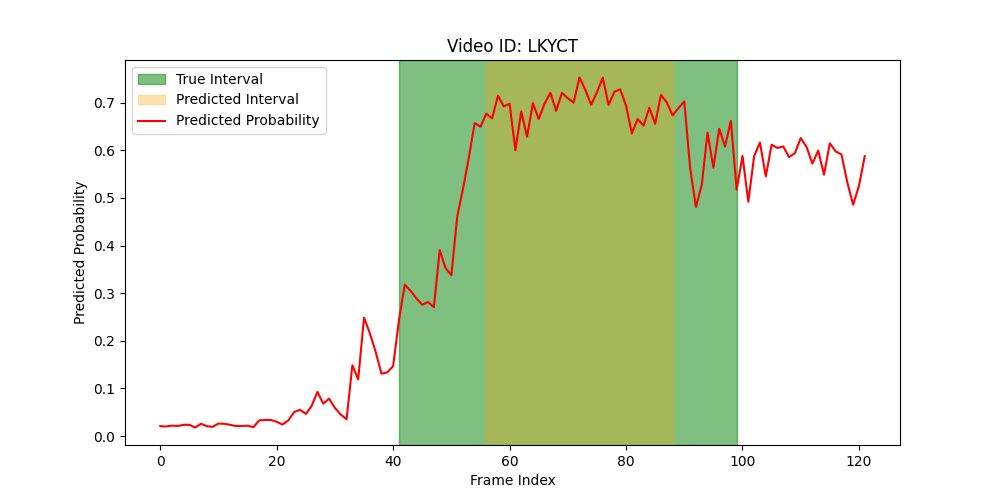 Video ID: LKYCT
True Interval
Predicted Interval
Predicted Probability
Predicted Probability
0.7
0.6
0.5
0.4
0.3
0.2
0.1
0.0
0 20 40 60 80 100 120
Frame Index